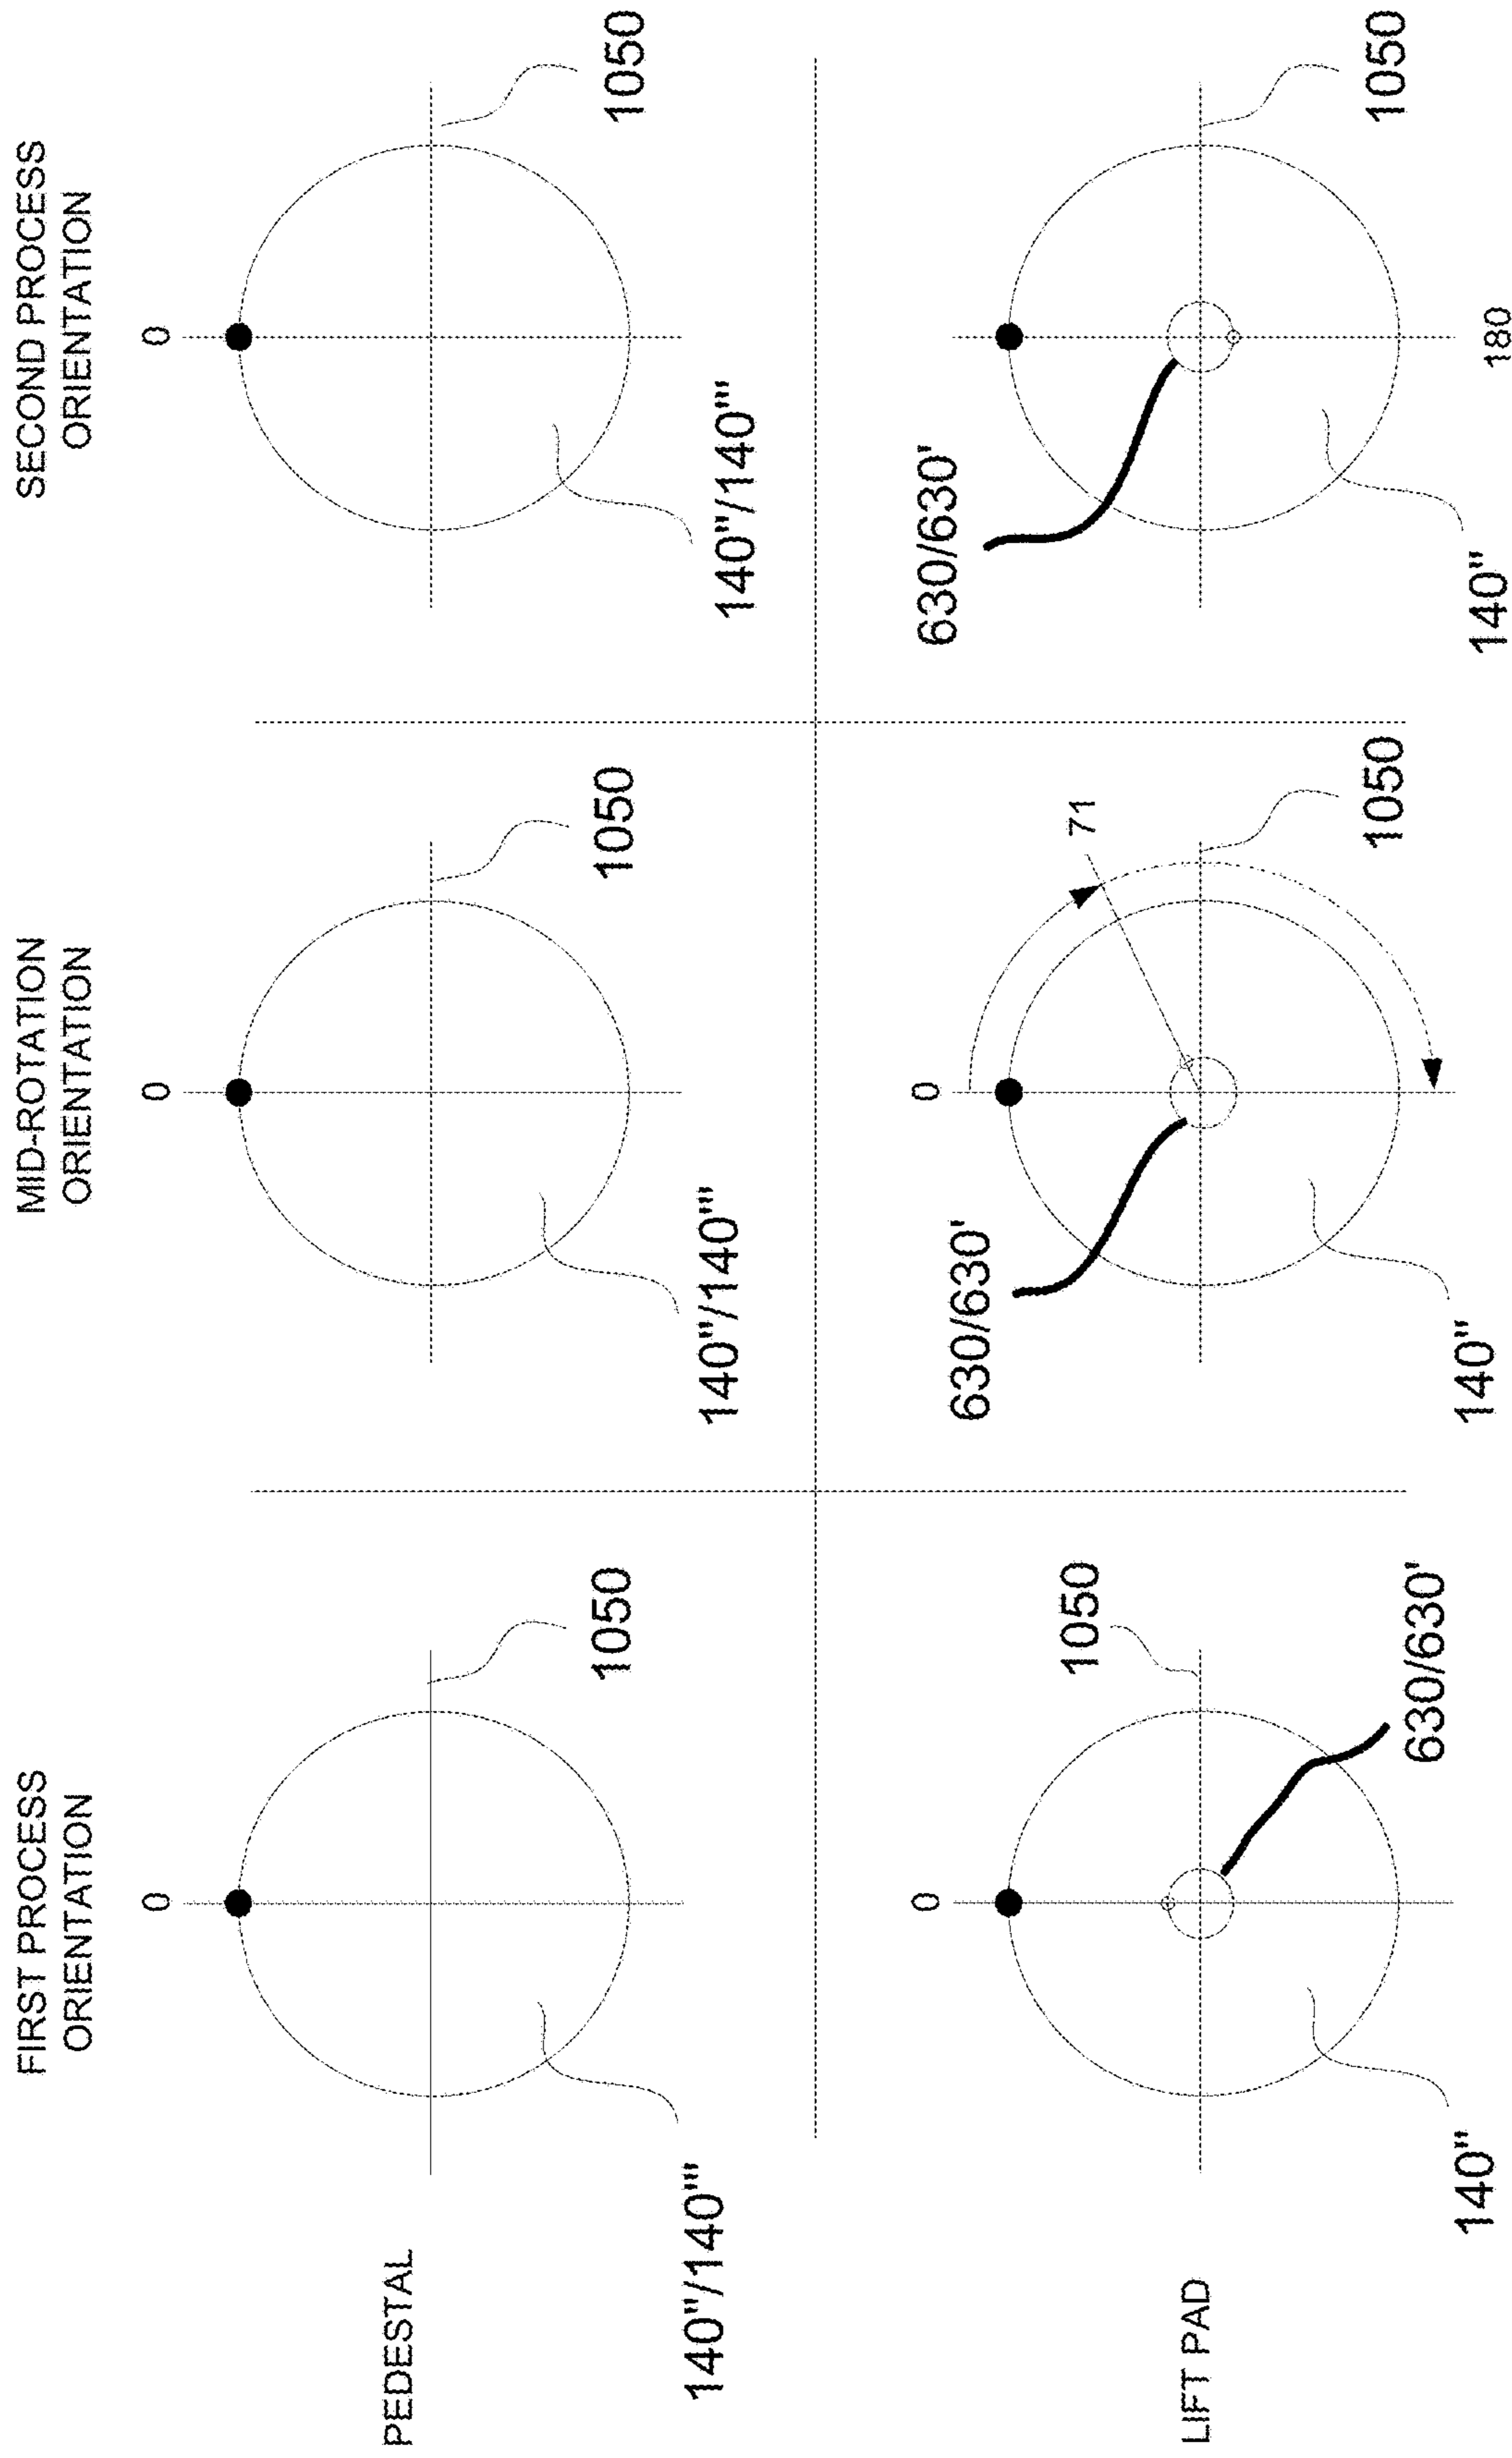 FIRST PROCESS
ORIENTATION
MID-ROTATION
ORIENTATION
SECOND PROCESS
ORIENTATION
0
0
0
PEDESTAL
1050
1050
1050
140"/140"'
140"/140"'
140"/140"'
0
0
630/630'
630/630'
1050
71
LIFT PAD
1050
1050
630/630'
140"
140"
140"
180